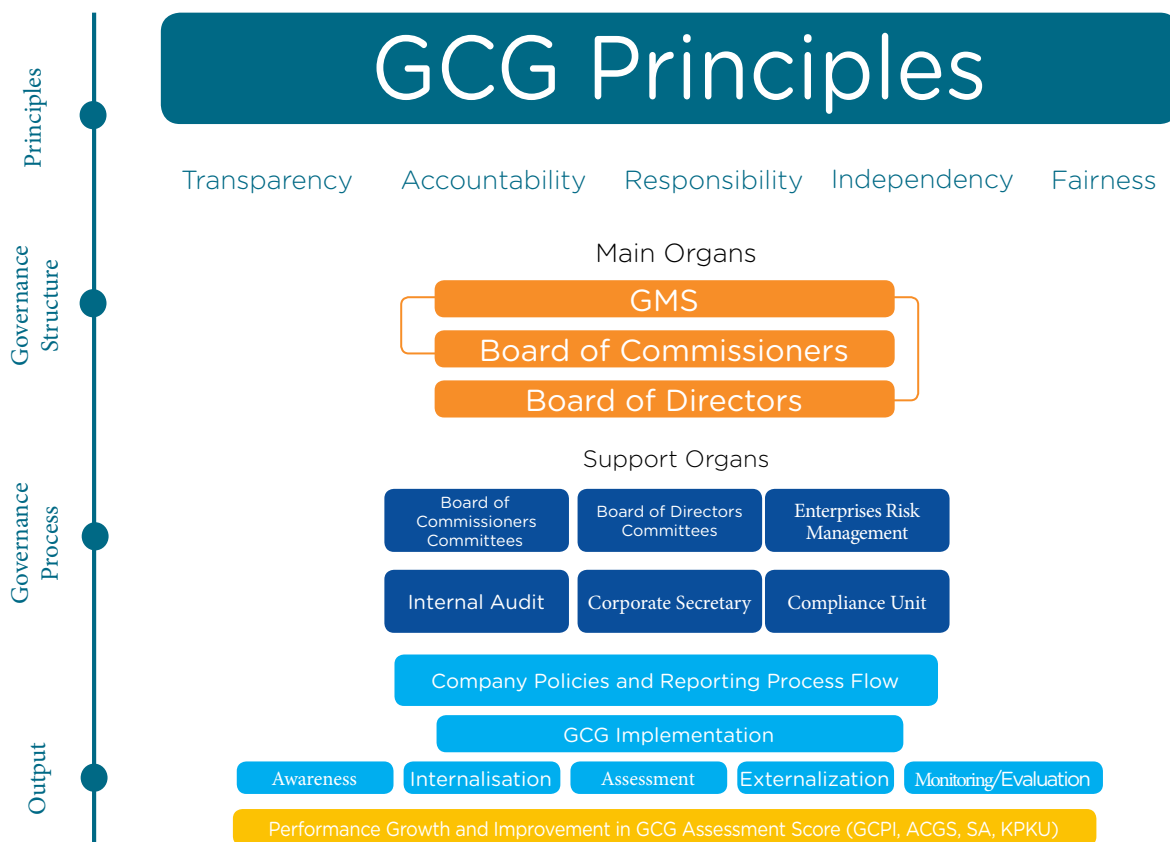 GCG Principles
Principles
Transparency
Accountability
Responsibility
Independency
Fairness
Governance
Structure
Main Organs
GMS
Board of Commissioners
Board of Directors
Governance
Process
Support Organs
Board of
Commissioners
Committees
Board of Directors
Committees
Enterprises Risk
Management
Internal Audit
Corporate Secretary
Compliance Unit
Company Policies and Reporting Process Flow
GCG Implementation
Output
Awareness
Internalisation
Assessment
Externalization
Monitoring/Evaluation
Performance Growth and Improvement in GCG Assessment Score (GCPI, ACGS, SA, KPKU)